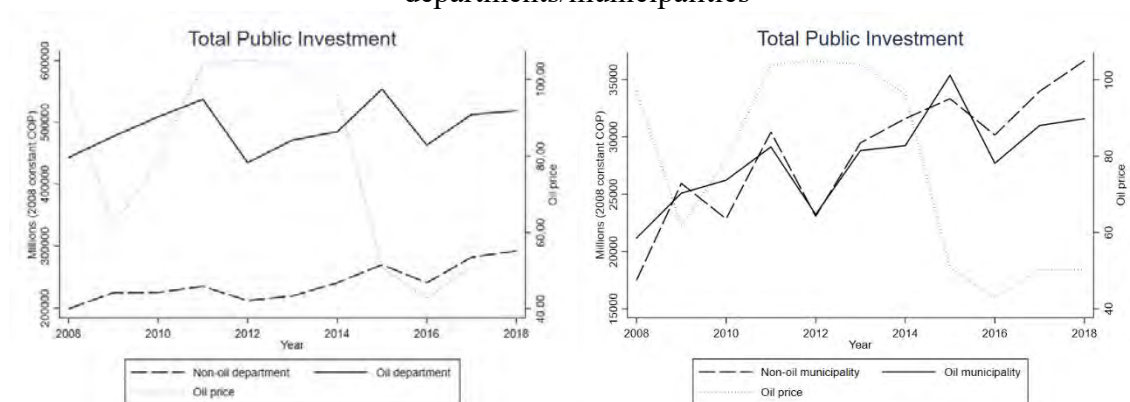 departments/municipalities
Total Public Investment
600000
500000
400000
300000
200000
Millions (2008 constant COP)
100.00
80.00
60.00
40.00
Oil price
2008
2010
2012
2014
2016
2018
Year
Non-oil department
Oil department
Oil price
Total Public Investment
35000
30000
25000
20000
15000
Millions (2008 constant COP)
100
80
60
40
Oil price
2008
2010
2012
2014
2016
2018
Year
Non-oil municipality
Oil municipality
Oil price